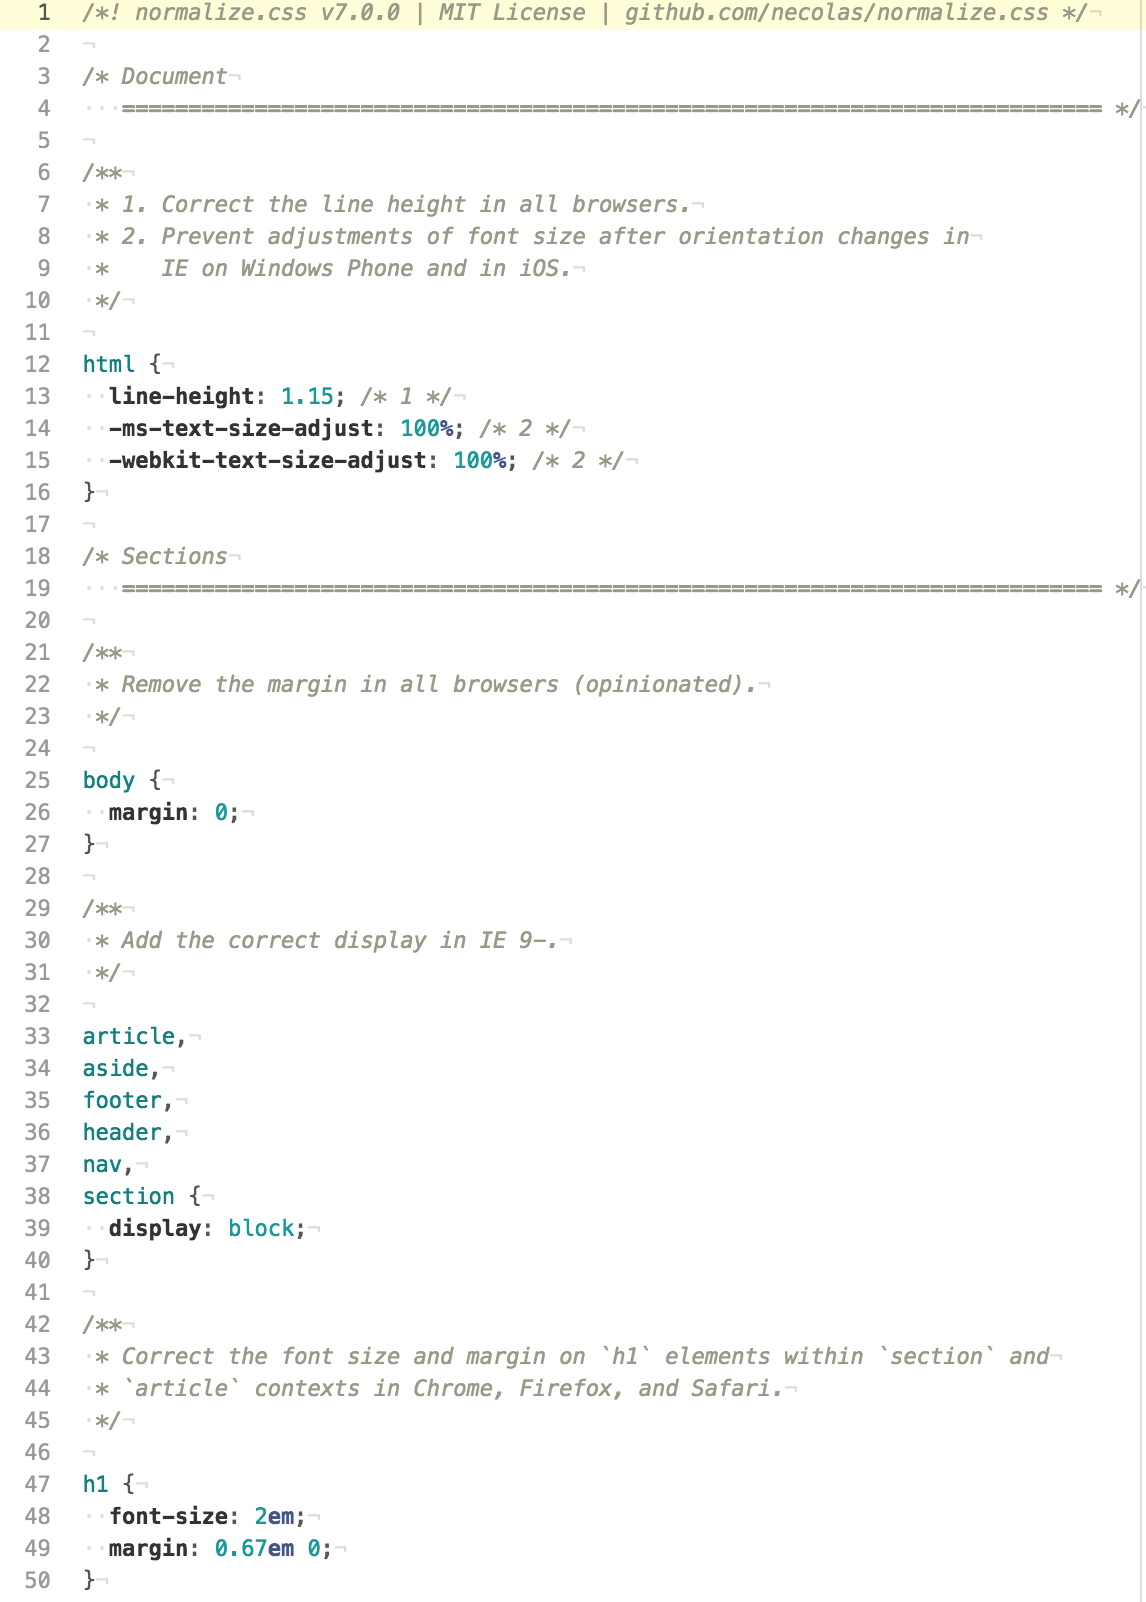 1 /*! normalize.css v7.0.0 | MIT License | github.com/necolas/normalize.css */
2
3 /* Document
4    ========================================================================== */
5
6 /**
7  * 1. Correct the line height in all browsers.
8  * 2. Prevent adjustments of font size after orientation changes in
9  *    IE on Windows Phone and in iOS.
10  */
11
12 html {
13   line-height: 1.15; /* 1 */
14   -ms-text-size-adjust: 100%; /* 2 */
15   -webkit-text-size-adjust: 100%; /* 2 */
16 }
17
18 /* Sections
19    ========================================================================== */
20
21 /**
22  * Remove the margin in all browsers (opinionated).
23  */
24
25 body {
26   margin: 0;
27 }
28
29 /**
30  * Add the correct display in IE 9-.
31  */
32
33 article,
34 aside,
35 footer,
36 header,
37 nav,
38 section {
39   display: block;
40 }
41
42 /**
43  * Correct the font size and margin on `h1` elements within `section` and
44  * `article` contexts in Chrome, Firefox, and Safari.
45  */
46
47 h1 {
48   font-size: 2em;
49   margin: 0.67em 0;
50 }